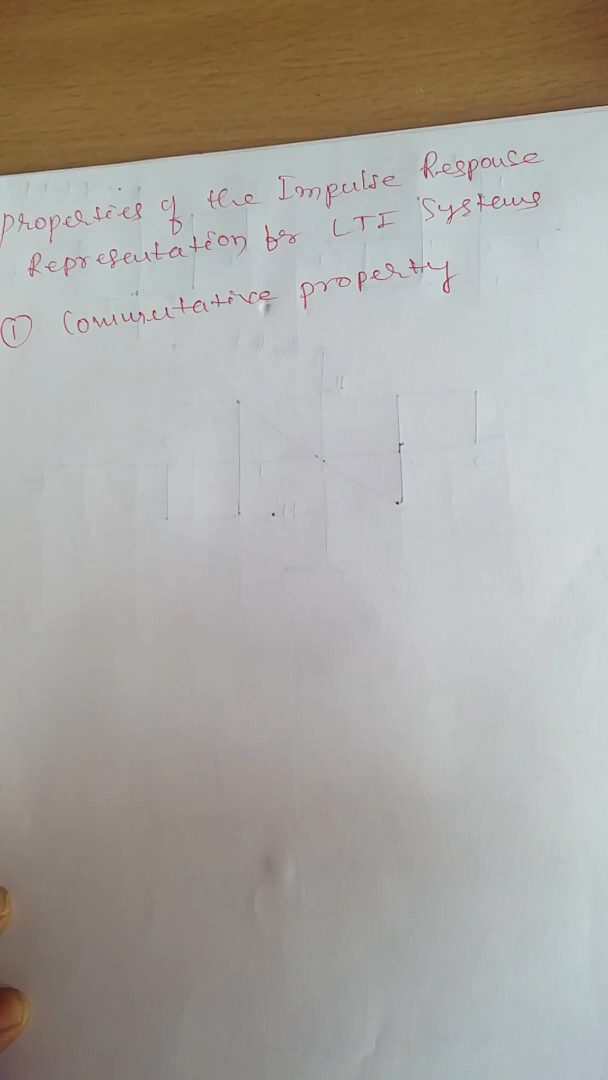 properties of the Impulse Response
Representation for LTI Systems
① Commutative property